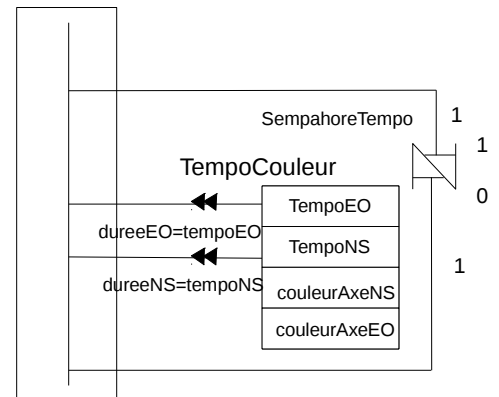 SempahoreTempo
1
1
0
TempoCouleur
TempoEO
dureeEO=tempoEO
TempoNS
dureeNS=tempoNS
1
couleurAxeNS
couleurAxeEO